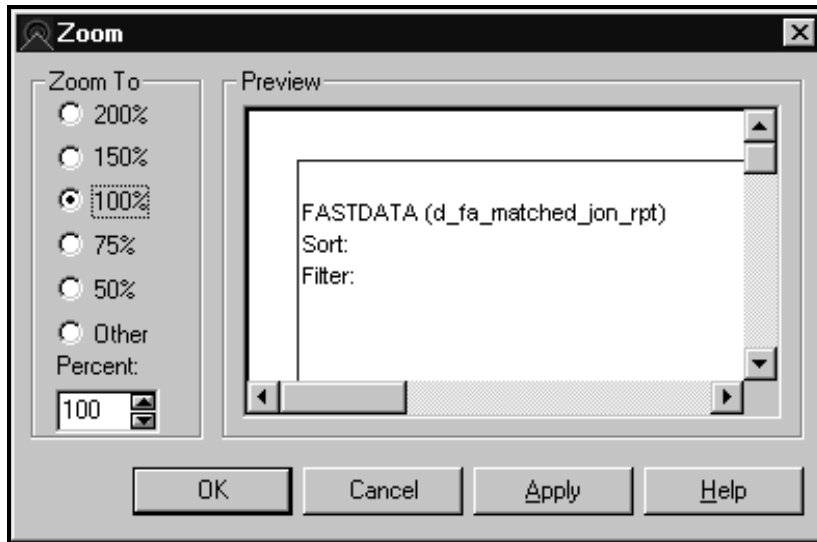 Zoom
Zoom To
200%
150%
100%
75%
50%
Other
Percent:
100
Preview
FASTDATA (d_fa_matched_jon_rpt)
Sort:
Filter:
OK Cancel Apply Help